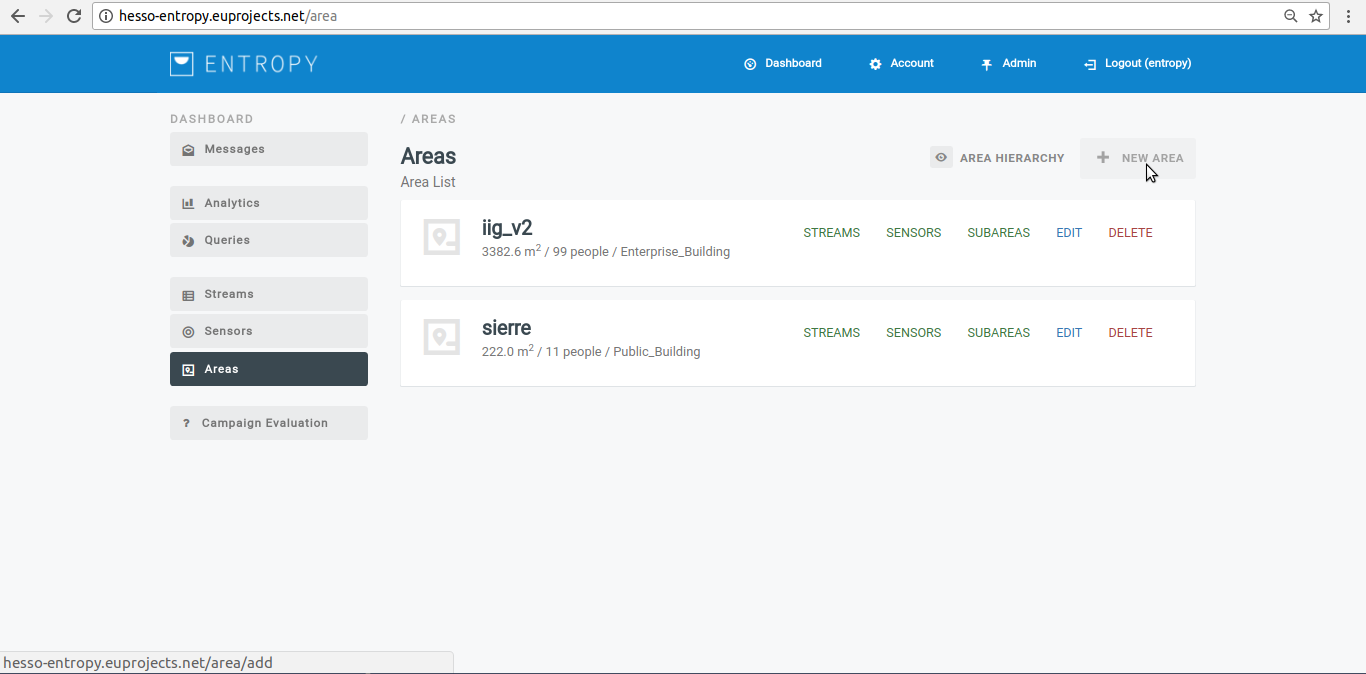 hesso-entropy.euprojects.net/area
ENTROPY
Dashboard
Account
Admin
Logout (entropy)
DASHBOARD
Messages
Analytics
Queries
Streams
Sensors
Areas
? Campaign Evaluation
/ AREAS
Areas
Area List
AREA HIERARCHY
+ NEW AREA
iig_v2
3382.6 m² / 99 people / Enterprise_Building
STREAMS SENSORS SUBAREAS EDIT DELETE
sierre
222.0 m² / 11 people / Public_Building
STREAMS SENSORS SUBAREAS EDIT DELETE
hesso-entropy.euprojects.net/area/add